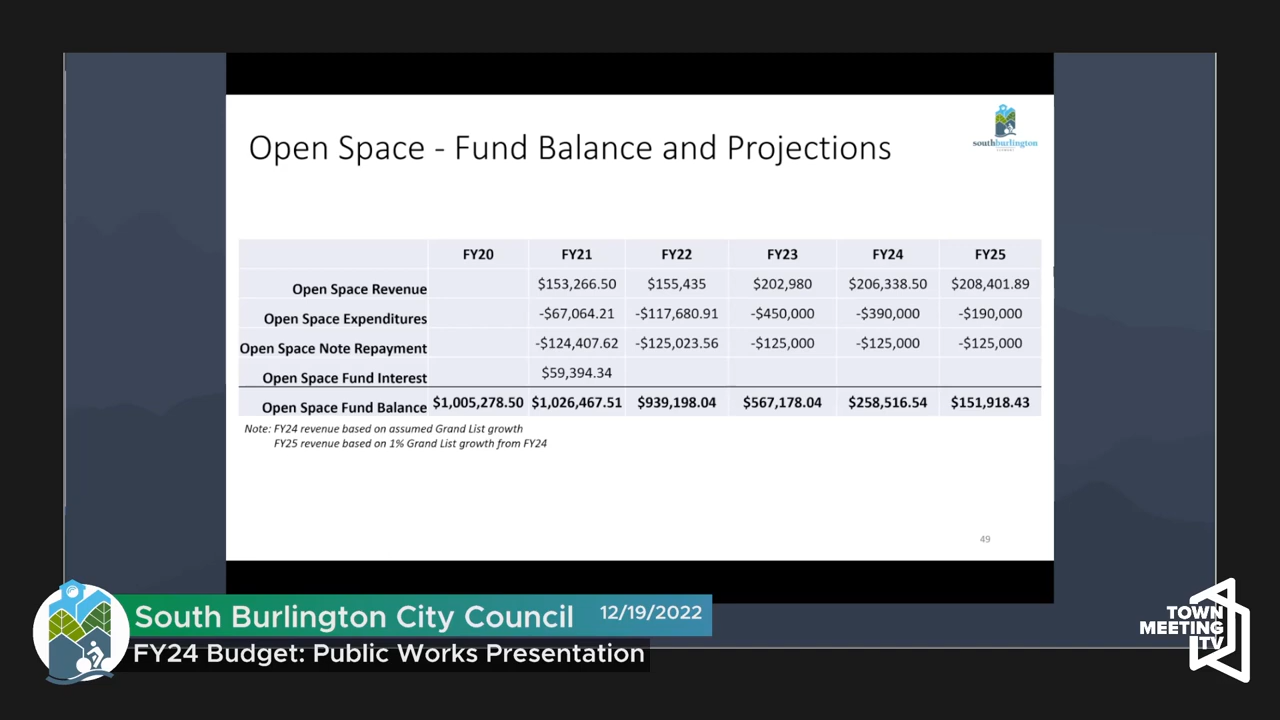 Open Space - Fund Balance and Projections
southburlington
FY20 FY21 FY22 FY23 FY24 FY25
Open Space Revenue $153,266.50 $155,435 $202,980 $206,338.50 $208,401.89
Open Space Expenditures -$67,064.21 -$117,680.91 -$450,000 -$390,000 -$190,000
Open Space Note Repayment -$124,407.62 -$125,023.56 -$125,000 -$125,000 -$125,000
Open Space Fund Interest $59,394.34
Open Space Fund Balance $1,005,278.50 $1,026,467.51 $939,198.04 $567,178.04 $258,516.54 $151,918.43
Note: FY24 revenue based on assumed Grand List growth
FY25 revenue based on 1% Grand List growth from FY24
49
South Burlington City Council 12/19/2022
FY24 Budget: Public Works Presentation
TOWN
MEETING
TV